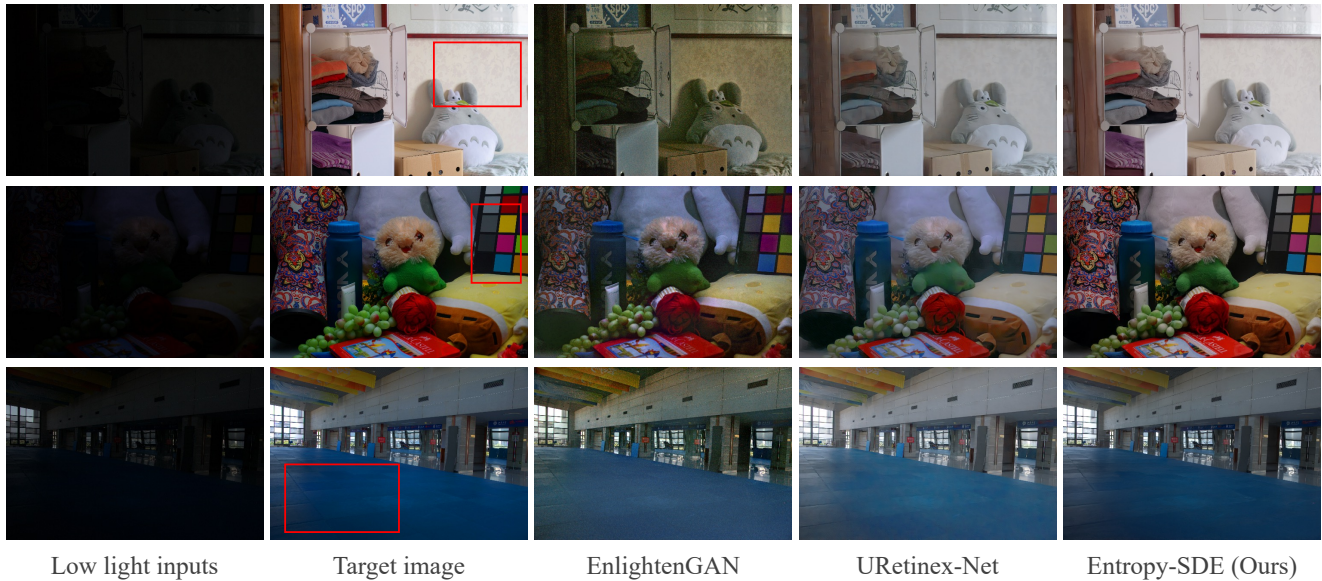 Low light inputs
Target image
EnlightenGAN
URetinex-Net
Entropy-SDE (Ours)